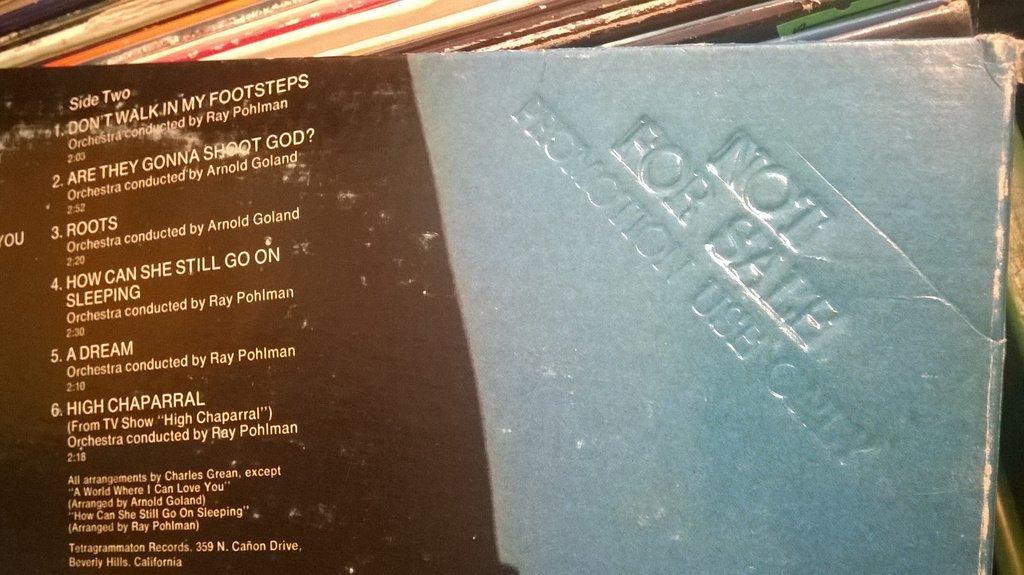 Side Two
1. DON'T WALK IN MY FOOTSTEPS
Orchestra conducted by Ray Pohlman
2:03
2. ARE THEY GONNA SHOOT GOD?
Orchestra conducted by Arnold Goland
2:52
YOU
3. ROOTS
Orchestra conducted by Arnold Goland
2:20
4. HOW CAN SHE STILL GO ON
SLEEPING
Orchestra conducted by Ray Pohlman
2:30
5. A DREAM
Orchestra conducted by Ray Pohlman
2:10
6. HIGH CHAPARRAL
(From TV Show "High Chaparral")
Orchestra conducted by Ray Pohlman
2:18
All arrangements by Charles Grean, except
"A World Where I Can Love You"
(Arranged by Arnold Goland)
"How Can She Still Go On Sleeping"
(Arranged by Ray Pohlman)
Tetragrammaton Records, 359 N. Cañon Drive,
Beverly Hills, California
NOT
FOR SALE
PROMOTION USE ONLY